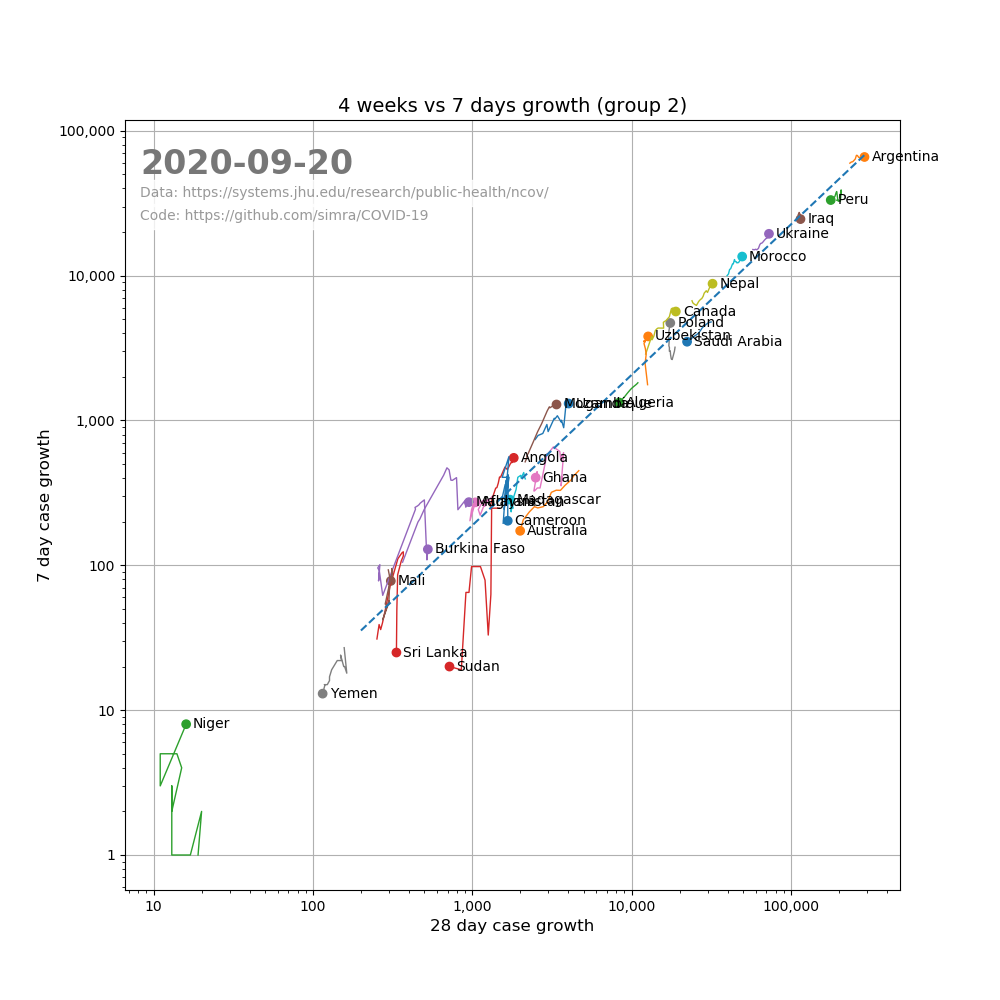 4 weeks vs 7 days growth (group 2)
100,000
2020-09-20
Argentina
Data: https://systems.jhu.edu/research/public-health/ncov/
Peru
Code: https://github.com/simra/COVID-19
Iraq
Ukraine
Morocco
10,000
Nepal
Canada
Poland
Uzbekistan
Saudi Arabia
Mozambique
Algeria
1,000
Angola
Ghana
Afghanistan
Madagascar
Cameroon
Australia
Burkina Faso
100
Mali
Sri Lanka
Sudan
Yemen
10
Niger
1
10
100
1,000
10,000
100,000
28 day case growth
7 day case growth